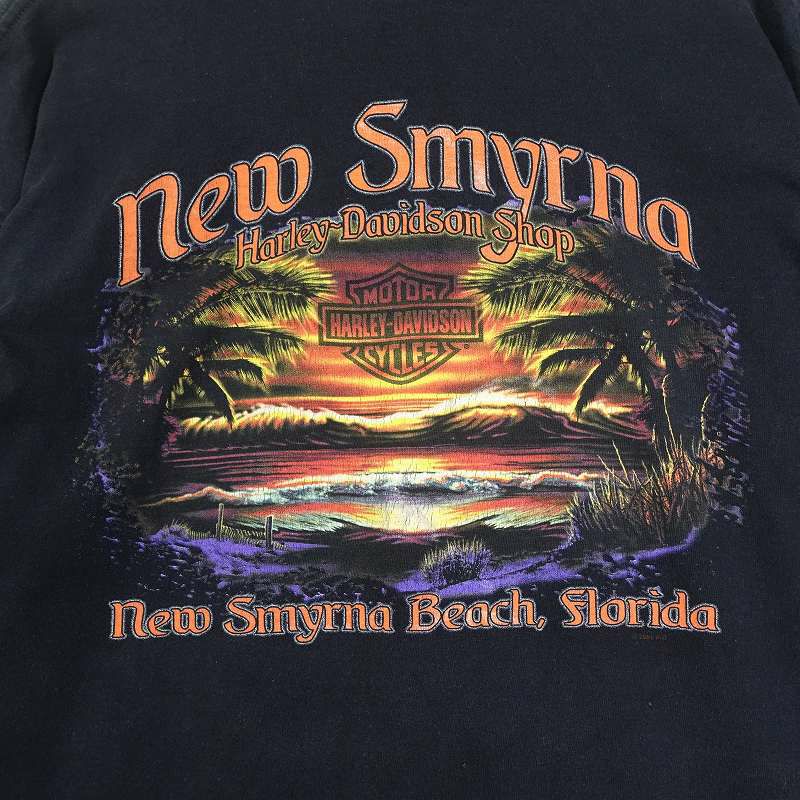 New Smyrna
Harley-Davidson Shop
MOTOR
HARLEY-DAVIDSON
CYCLES
New Smyrna Beach, Florida